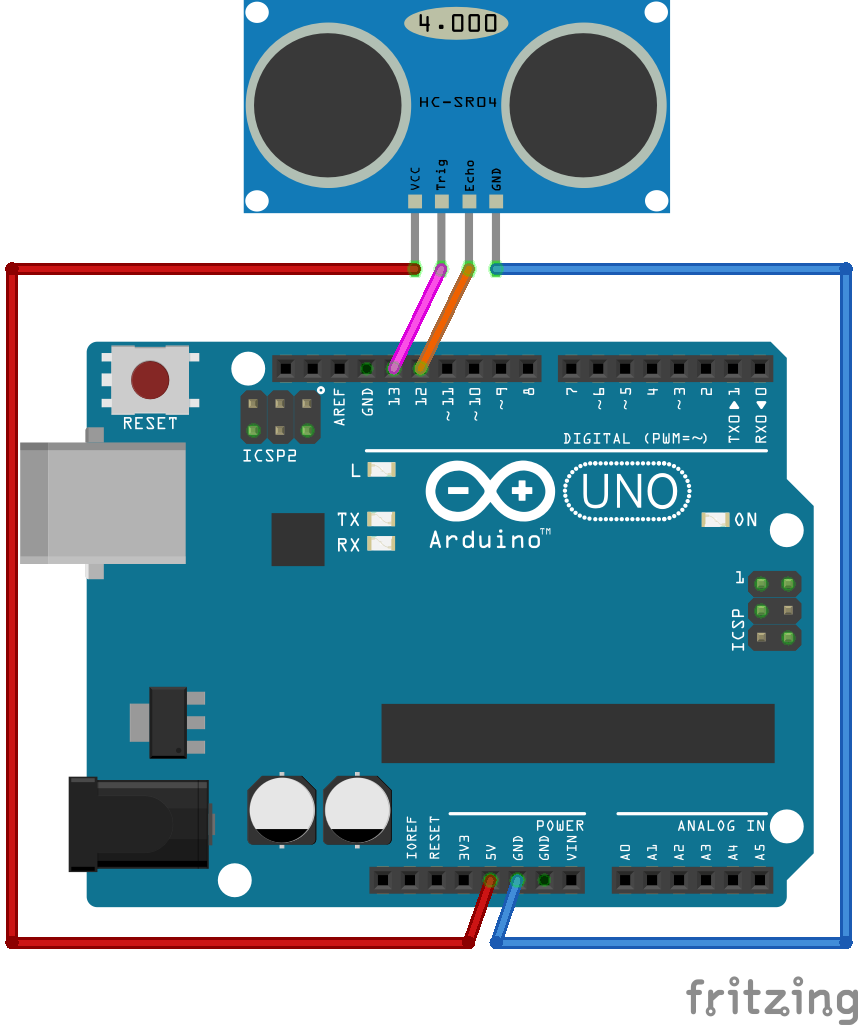 4.000
HC-SR04
VCC
Trig
Echo
GND
RESET
ICSP2
AREF
GND
13
12
~11
~10
~9
8
7
~6
~5
4
~3
2
TX0▶1
RX0◀0
DIGITAL (PWM=~)
L
TX
RX
Arduino™
UNO
ON
1
ICSP
IOREF
RESET
3V3
5V
GND
GND
VIN
POWER
ANALOG IN
A0
A1
A2
A3
A4
A5
fritzing